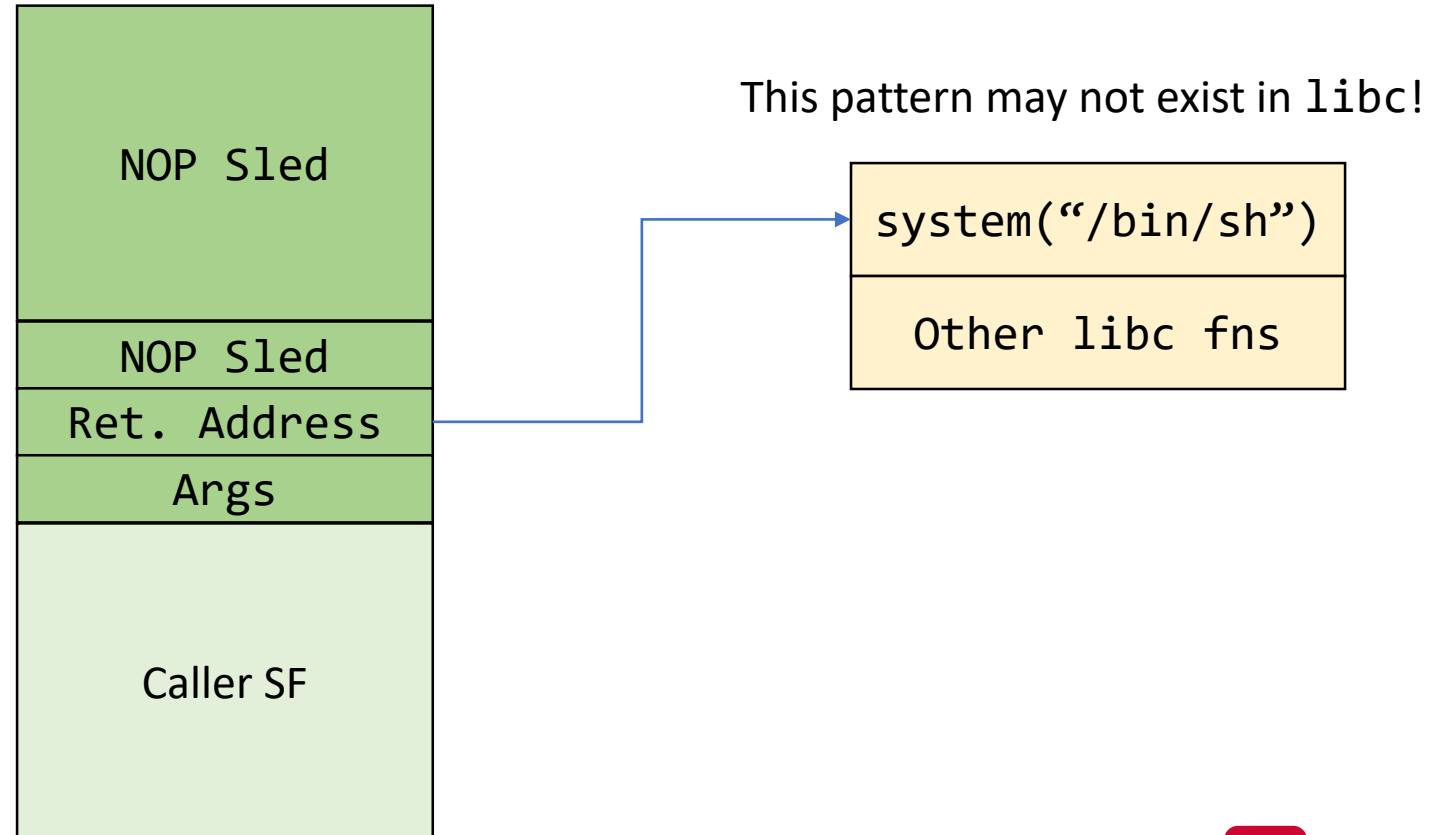 This pattern may not exist in libc!
NOP Sled
system(“/bin/sh”)
Other libc fns
NOP Sled
Ret. Address
Args
Caller SF